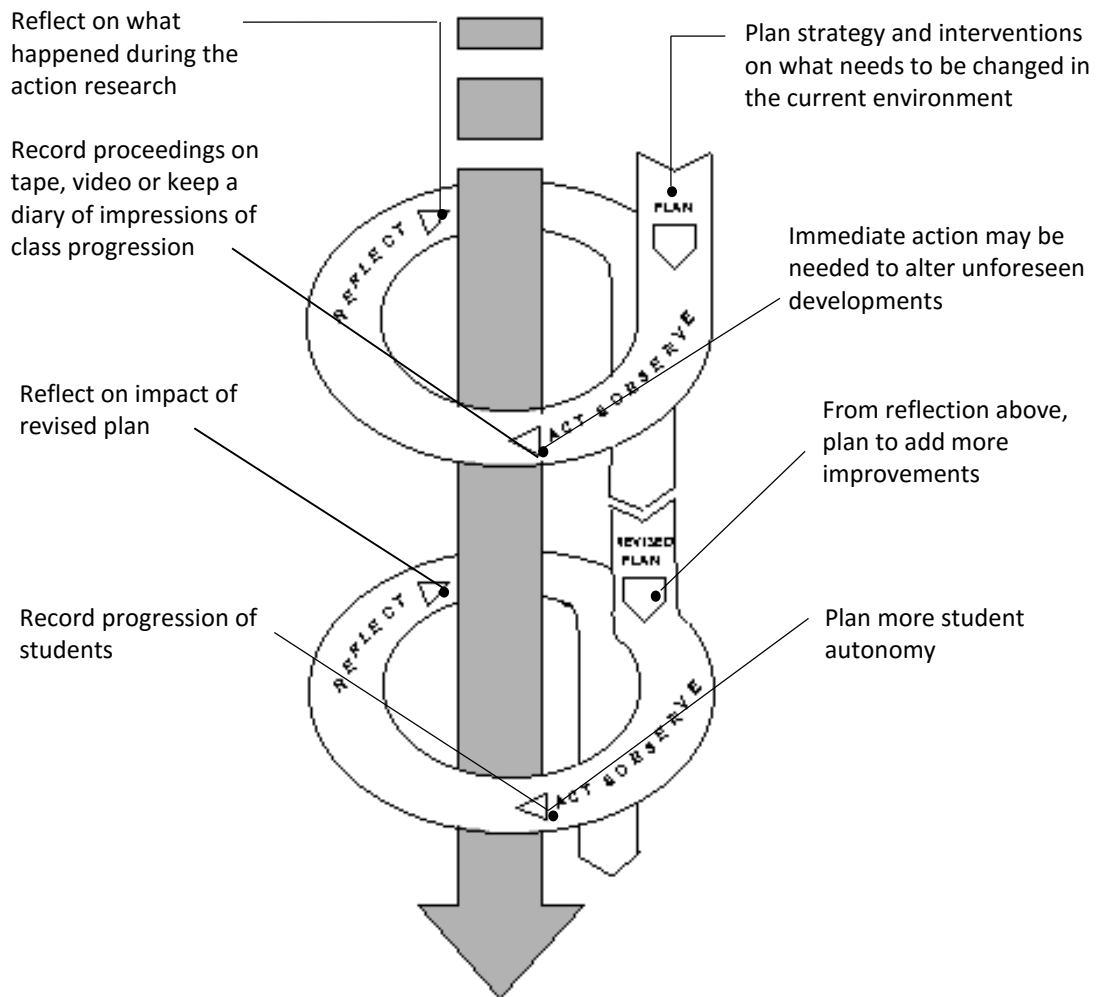 Reflect on what
happened during the
action research
Plan strategy and interventions
on what needs to be changed in
the current environment
Record proceedings on
tape, video or keep a
diary of impressions of
class progression
PLAN
REFLECT
Immediate action may be
needed to alter unforeseen
developments
ACT & OBSERVE
Reflect on impact of
revised plan
From reflection above,
plan to add more
improvements
REVISED
PLAN
REFLECT
Record progression of
students
Plan more student
autonomy
ACT & OBSERVE